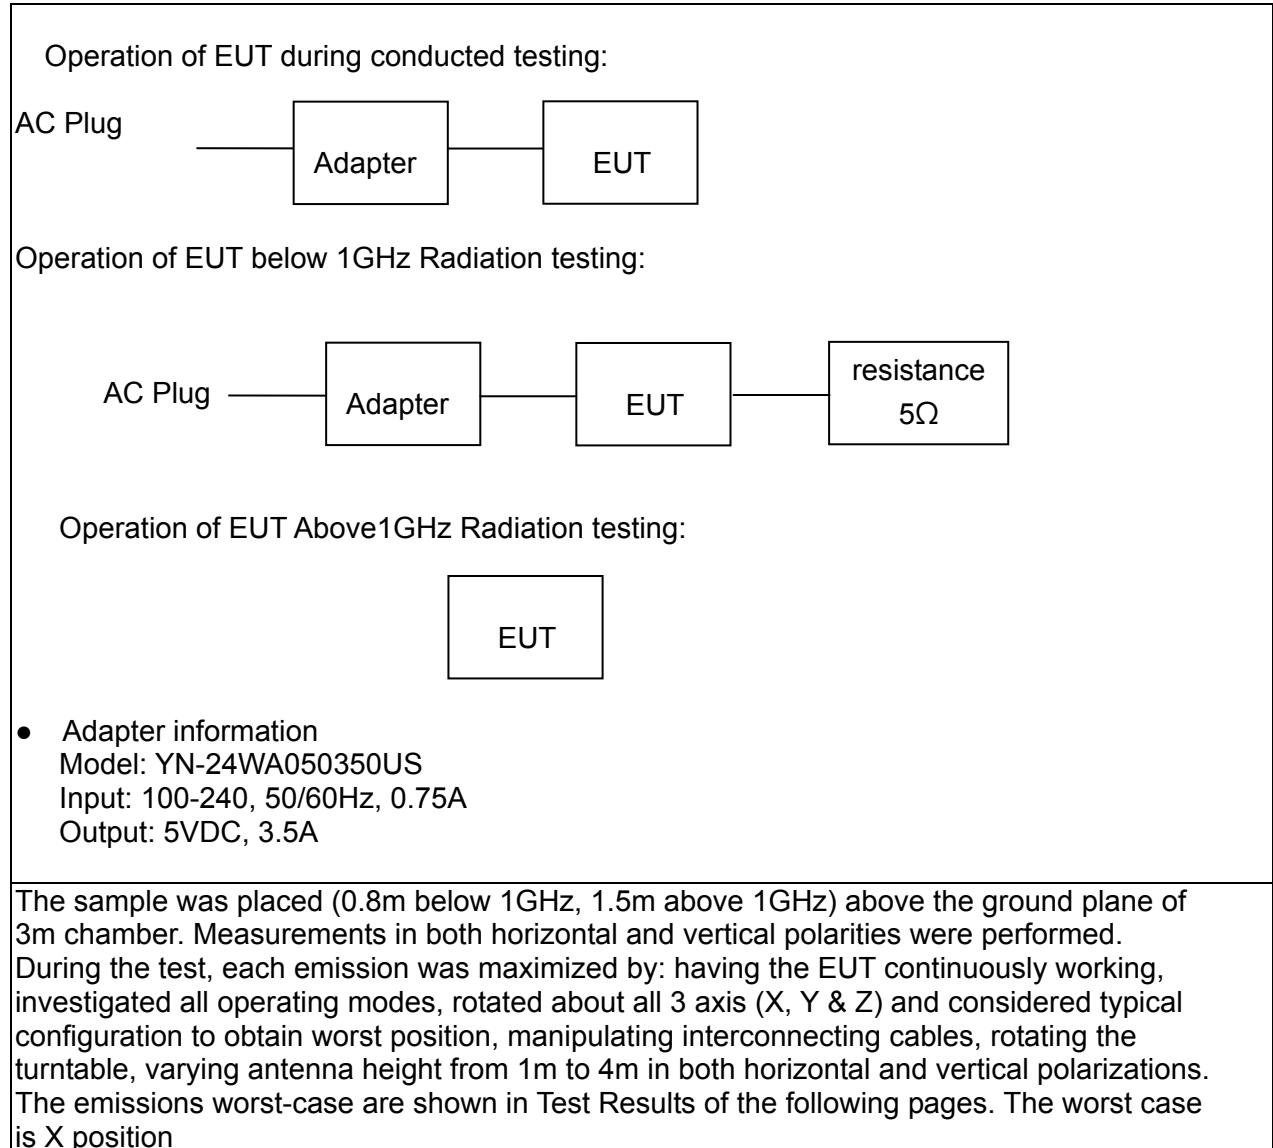 Operation of EUT during conducted testing:
AC Plug
Adapter
EUT
Operation of EUT below 1GHz Radiation testing:
AC Plug
Adapter
EUT
resistance
5Ω
Operation of EUT Above1GHz Radiation testing:
EUT
● Adapter information
Model: YN-24WA050350US
Input: 100-240, 50/60Hz, 0.75A
Output: 5VDC, 3.5A
The sample was placed (0.8m below 1GHz, 1.5m above 1GHz) above the ground plane of
3m chamber. Measurements in both horizontal and vertical polarities were performed.
During the test, each emission was maximized by: having the EUT continuously working,
investigated all operating modes, rotated about all 3 axis (X, Y & Z) and considered typical
configuration to obtain worst position, manipulating interconnecting cables, rotating the
turntable, varying antenna height from 1m to 4m in both horizontal and vertical polarizations.
The emissions worst-case are shown in Test Results of the following pages. The worst case
is X position